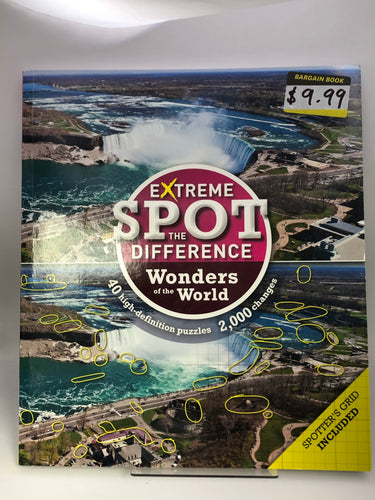 BARGAIN BOOK
$9.99
EXTREME
SPOT
THE
DIFFERENCE
Wonders
of the World
40 high-definition puzzles 2,000 changes
SPOTTER'S GRID
INCLUDED